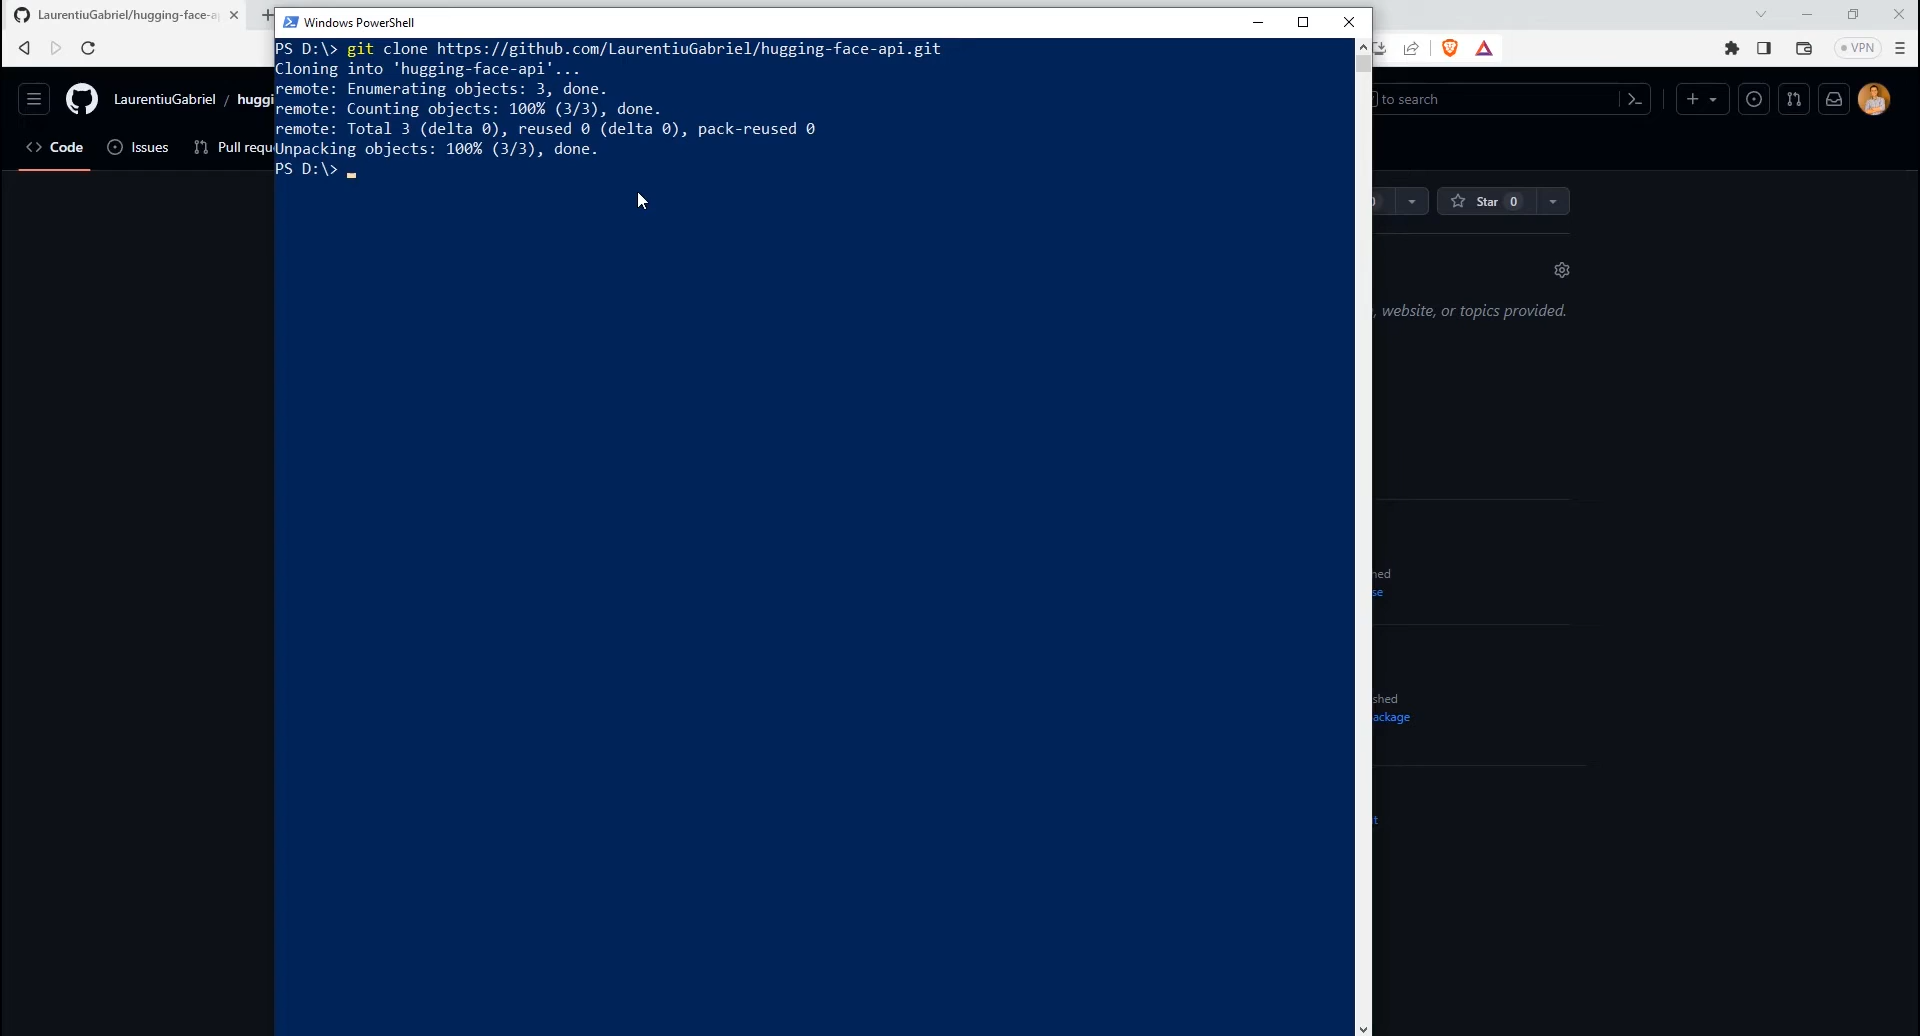 LaurentiuGabriel/hugging-face-a
Windows PowerShell
VPN
PS D:\> git clone https://github.com/LaurentiuGabriel/hugging-face-api.git
Cloning into 'hugging-face-api'...
remote: Enumerating objects: 3, done.
remote: Counting objects: 100% (3/3), done.
remote: Total 3 (delta 0), reused 0 (delta 0), pack-reused 0
Unpacking objects: 100% (3/3), done.
PS D:\>
LaurentiuGabriel / huggi
to search
Code
Issues
Pull requ
Star 0
, website, or topics provided.
hed
se
shed
ackage
it